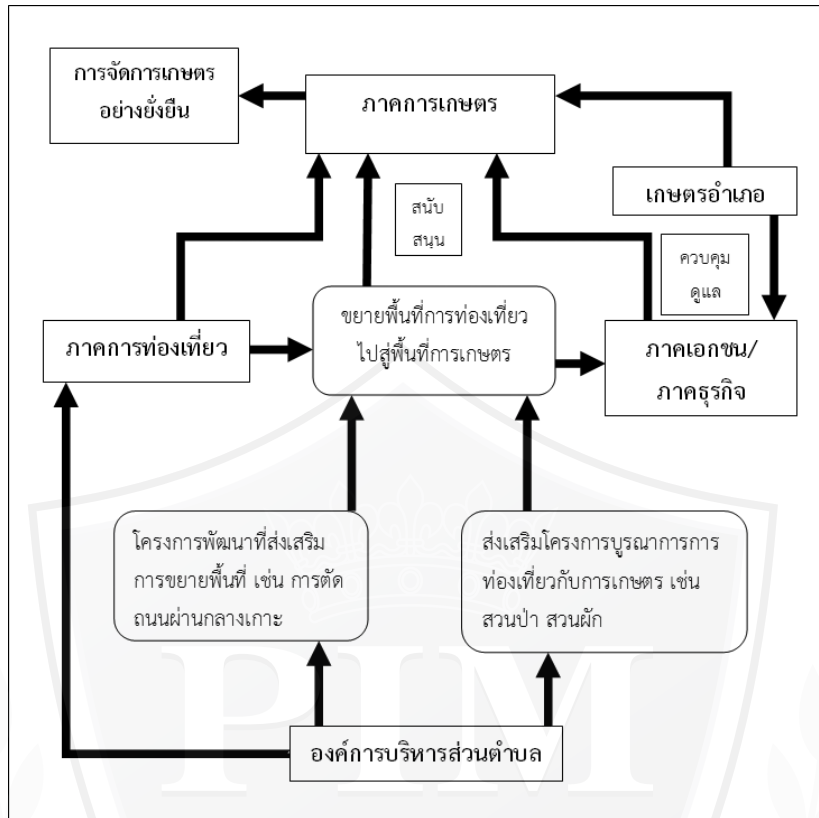 การจัดการเกษตร
อย่างยั่งยืน
ภาคการเกษตร
เกษตรอำเภอ
สนับ
สนุน
ควบคุม
ดูแล
ภาคการท่องเที่ยว
ขยายพื้นที่การท่องเที่ยว
ไปสู่พื้นที่การเกษตร
ภาคเอกชน/
ภาคธุรกิจ
โครงการพัฒนาที่ส่งเสริม
การขยายพื้นที่ เช่น การตัด
ถนนผ่านกลางเกาะ
ส่งเสริมโครงการบูรณาการการ
ท่องเที่ยวกับการเกษตร เช่น
สวนป่า สวนผัก
องค์การบริหารส่วนตำบล
PIM